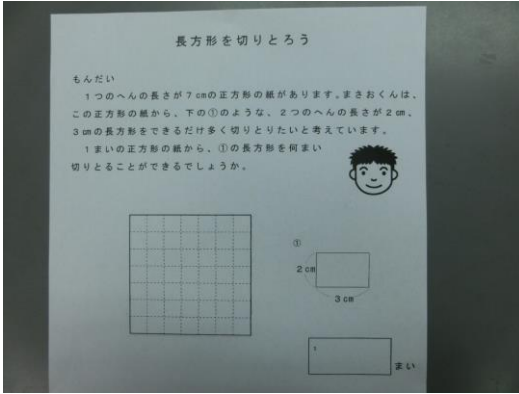 長方形を切りとろう
もんだい
１つのへんの長さが７cmの正方形の紙があります。まさおくんは、
この正方形の紙から、下の①のような、２つのへんの長さが２cm、
３cmの長方形をできるだけ多く切りとりたいと考えています。
１まいの正方形の紙から、①の長方形を何まい
切りとることができるでしょうか。
①
２cm
３cm
１
まい